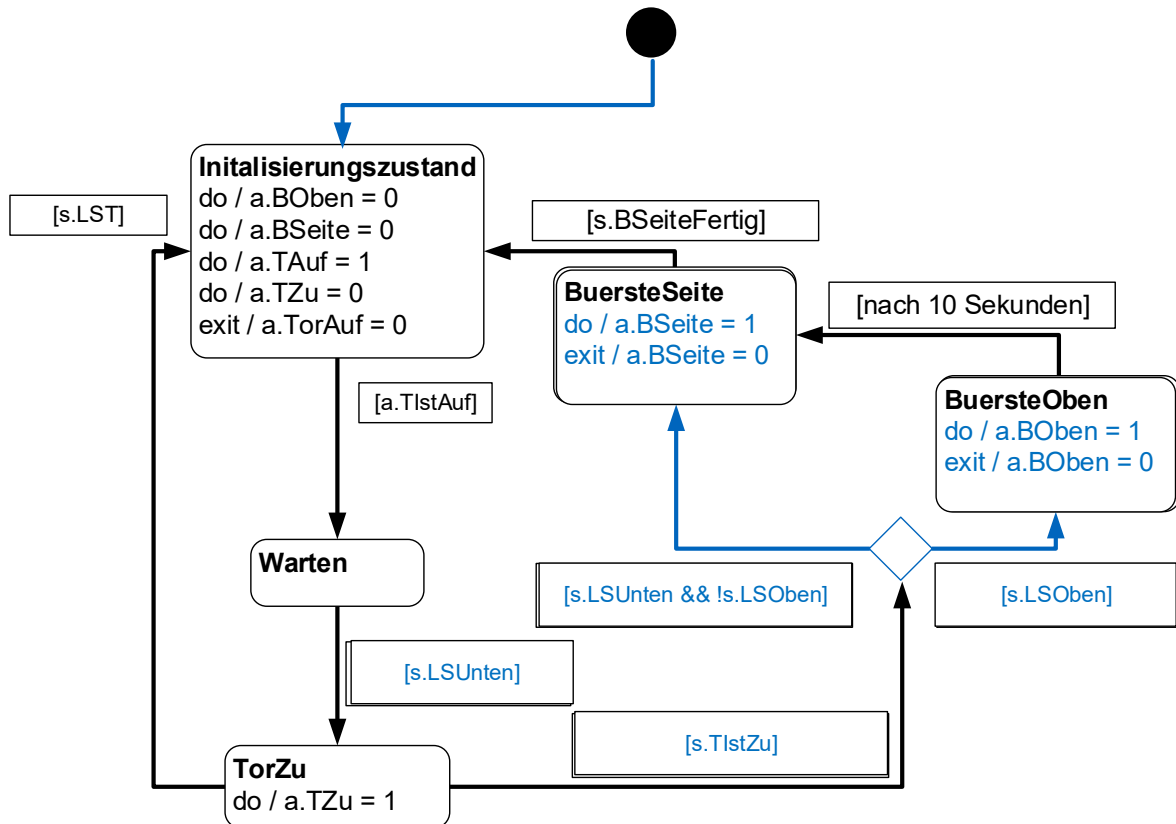 Initalisierungszustand
do / a.BOben = 0
do / a.BSeite = 0
do / a.TAuf = 1
do / a.TZu = 0
exit / a.TorAuf = 0
[s.LST]
[s.BSeiteFertig]
BuersteSeite
do / a.BSeite = 1
exit / a.BSeite = 0
[nach 10 Sekunden]
BuersteOben
do / a.BOben = 1
exit / a.BOben = 0
[a.TIstAuf]
Warten
[s.LSUnten && !s.LSOben]
[s.LSOben]
[s.LSUnten]
[s.TIstZu]
TorZu
do / a.TZu = 1